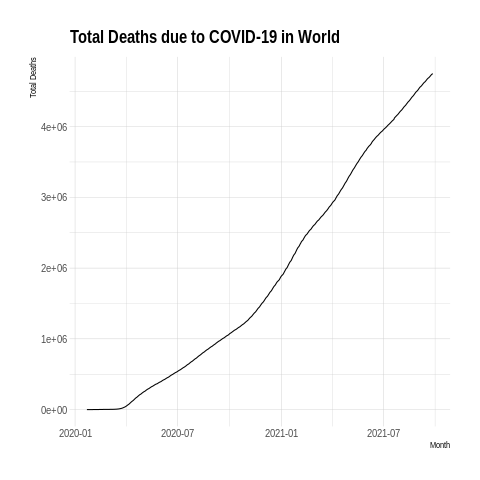 Total Deaths due to COVID-19 in World
Total Deaths
4e+06
3e+06
2e+06
1e+06
0e+00
2020-01 2020-07 2021-01 2021-07
Month